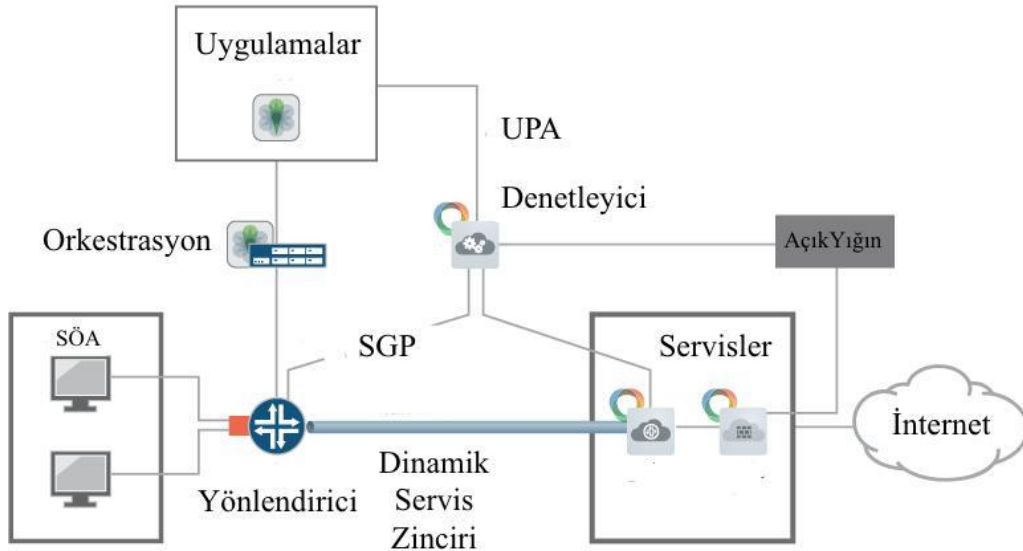 Uygulamalar
UPA
Denetleyici
Orkestrasyon
AçıkYığın
SÖA
SGP
Servisler
İnternet
Yönlendirici
Dinamik
Servis
Zinciri